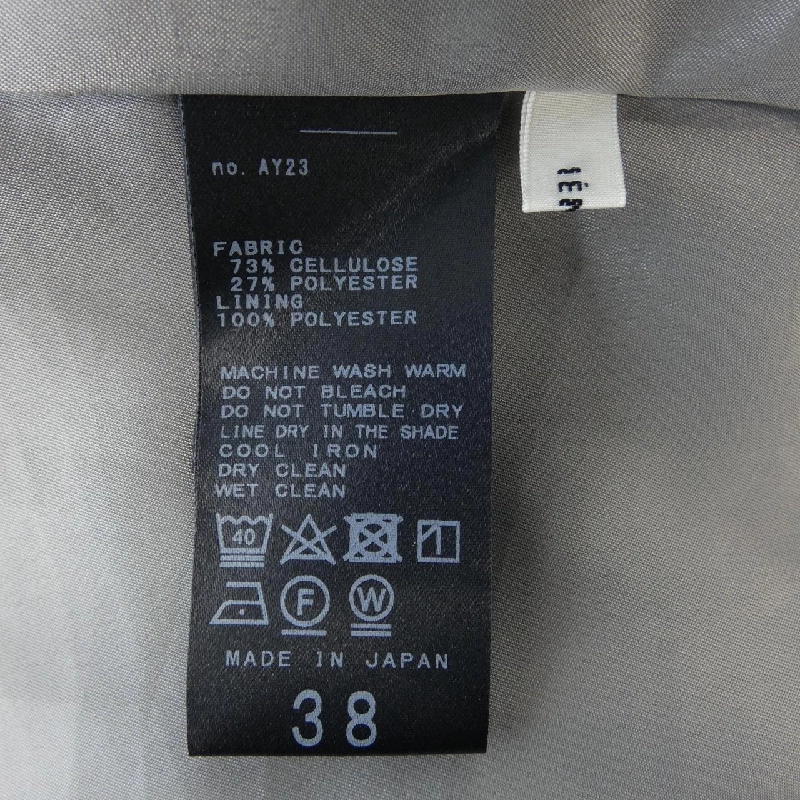 no. AY23
FABRIC
73% CELLULOSE
27% POLYESTER
LINING
100% POLYESTER
MACHINE WASH WARM
DO NOT BLEACH
DO NOT TUMBLE DRY
LINE DRY IN THE SHADE
COOL IRON
DRY CLEAN
WET CLEAN
40
F W
MADE IN JAPAN
38